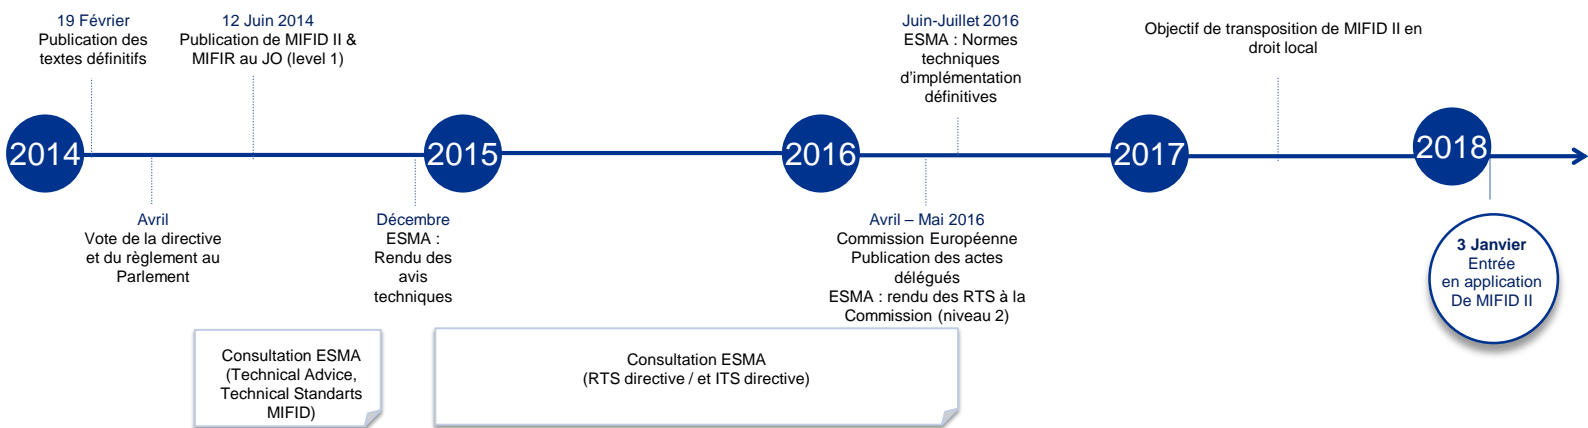 19 Février
Publication des
textes définitifs
12 Juin 2014
Publication de MIFID II &
MIFIR au JO (level 1)
Juin-Juillet 2016
ESMA : Normes
techniques
d'implémentation
définitives
Objectif de transposition de MIFID II en
droit local
2014
2015
2016
2017
2018
Avril
Vote de la directive
et du règlement au
Parlement
Décembre
ESMA :
Rendu des
avis
techniques
Avril – Mai 2016
Commission Européenne
Publication des actes
délégués
ESMA : rendu des RTS à la
Commission (niveau 2)
3 Janvier
Entrée
en application
De MIFID II
Consultation ESMA
(Technical Advice,
Technical Standarts
MIFID)
Consultation ESMA
(RTS directive / et ITS directive)